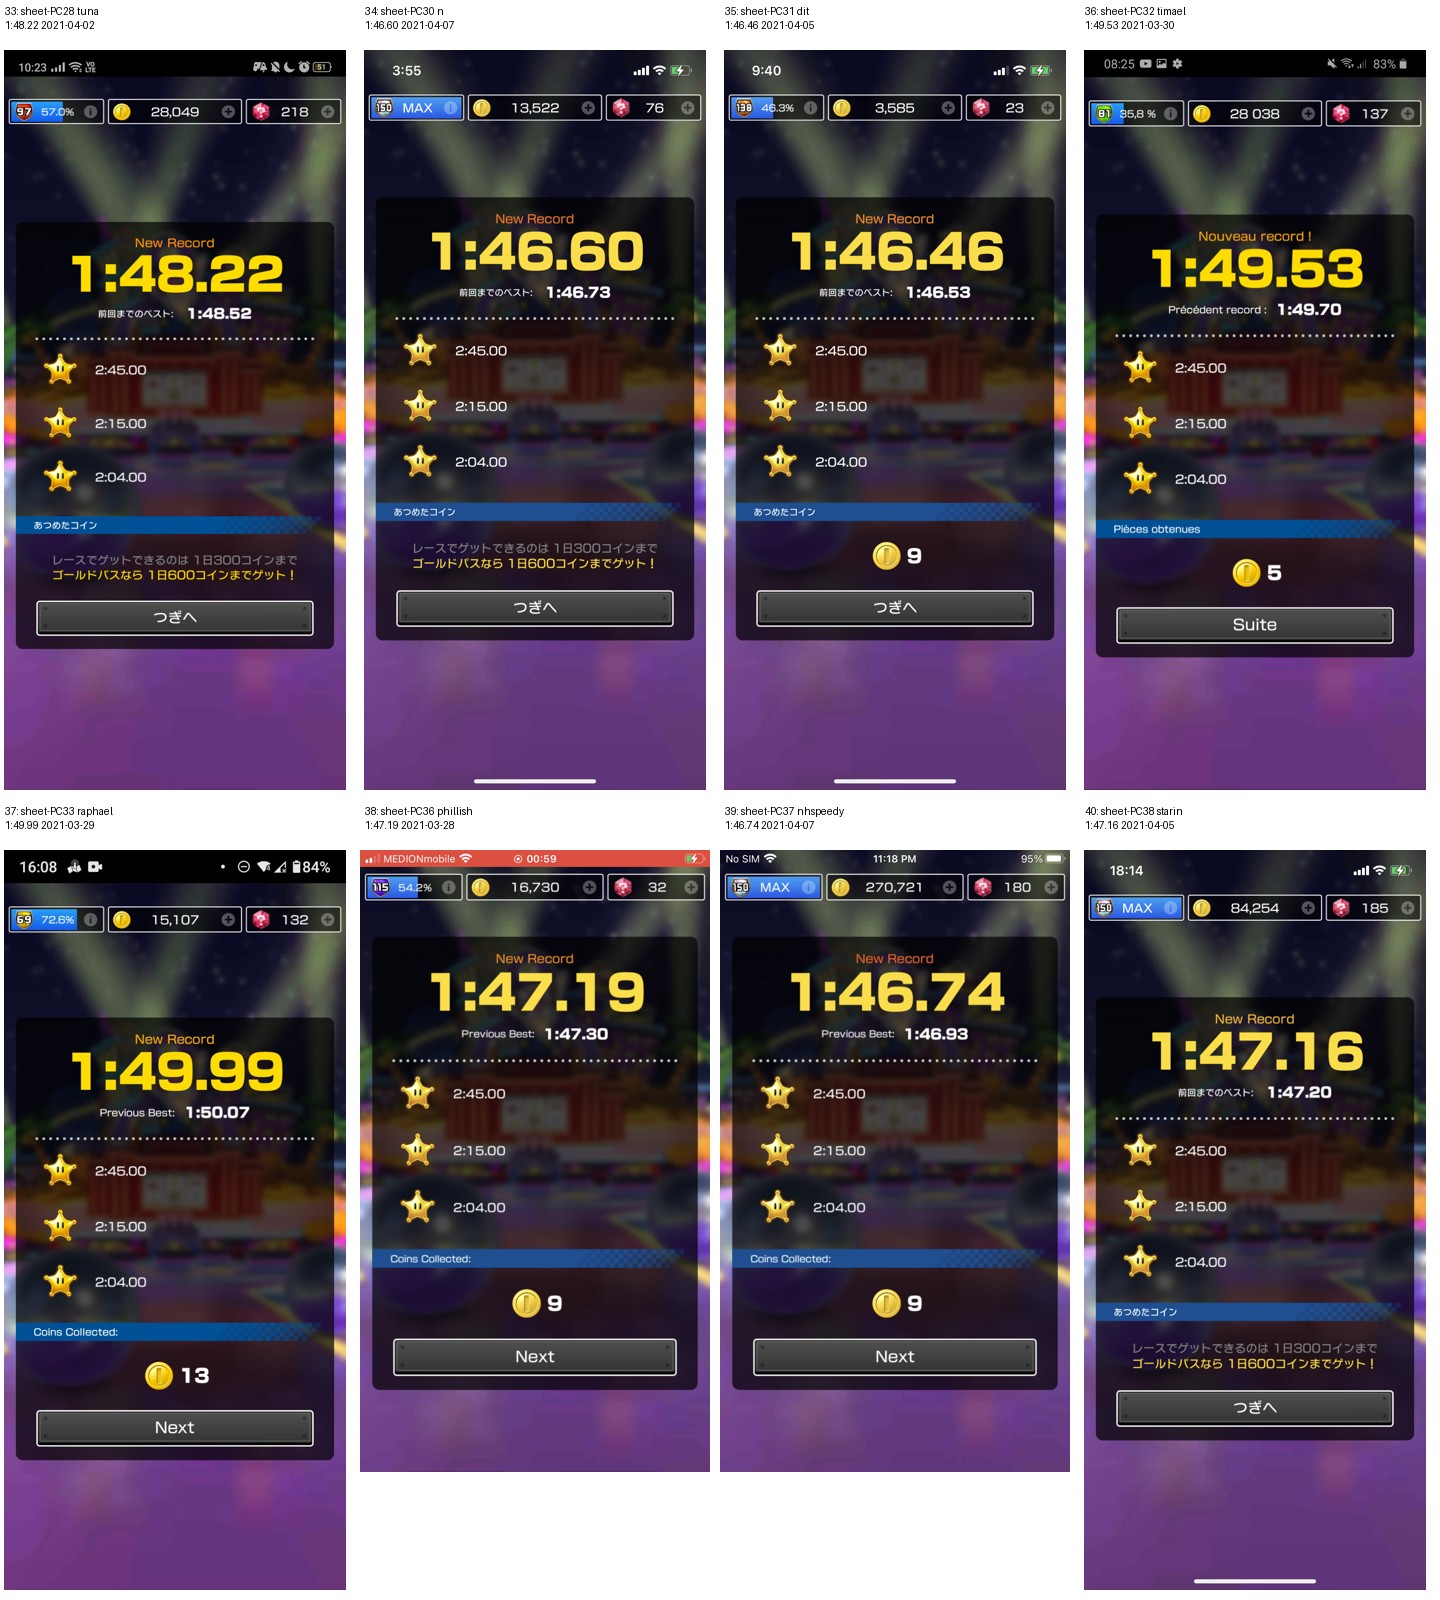 33: sheet-PC28 tuna
1:48.22 2021-04-02
10:23 VO LTE 51
97 57.0% 28,049 218
New Record
1:48.22
前回までのベスト: 1:48.52
2:45.00
2:15.00
2:04.00
あつめたコイン
レースでゲットできるのは 1日300コインまで
ゴールドパスなら 1日600コインまでゲット!
つぎへ
34: sheet-PC30 n
1:46.60 2021-04-07
3:55
150 MAX 13,522 76
New Record
1:46.60
前回までのベスト: 1:46.73
2:45.00
2:15.00
2:04.00
あつめたコイン
レースでゲットできるのは 1日300コインまで
ゴールドパスなら 1日600コインまでゲット!
つぎへ
35: sheet-PC31 dit
1:46.46 2021-04-05
9:40
138 46.3% 3,585 23
New Record
1:46.46
前回までのベスト: 1:46.53
2:45.00
2:15.00
2:04.00
あつめたコイン
9
つぎへ
36: sheet-PC32 timael
1:49.53 2021-03-30
08:25 83%
81 35,8 % 28 038 137
Nouveau record !
1:49.53
Précédent record : 1:49.70
2:45.00
2:15.00
2:04.00
Pièces obtenues
5
Suite
37: sheet-PC33 raphael
1:49.99 2021-03-29
16:08 84%
69 72.6% 15,107 132
New Record
1:49.99
Previous Best: 1:50.07
2:45.00
2:15.00
2:04.00
Coins Collected:
13
Next
38: sheet-PC36 phillish
1:47.19 2021-03-28
MEDIONmobile 00:59
115 54.2% 16,730 32
New Record
1:47.19
Previous Best: 1:47.30
2:45.00
2:15.00
2:04.00
Coins Collected:
9
Next
39: sheet-PC37 nhspeedy
1:46.74 2021-04-07
No SIM 11:18 PM 95%
150 MAX 270,721 180
New Record
1:46.74
Previous Best: 1:46.93
2:45.00
2:15.00
2:04.00
Coins Collected:
9
Next
40: sheet-PC38 starin
1:47.16 2021-04-05
18:14
150 MAX 84,254 185
New Record
1:47.16
前回までのベスト: 1:47.20
2:45.00
2:15.00
2:04.00
あつめたコイン
レースでゲットできるのは 1日300コインまで
ゴールドパスなら 1日600コインまでゲット!
つぎへ